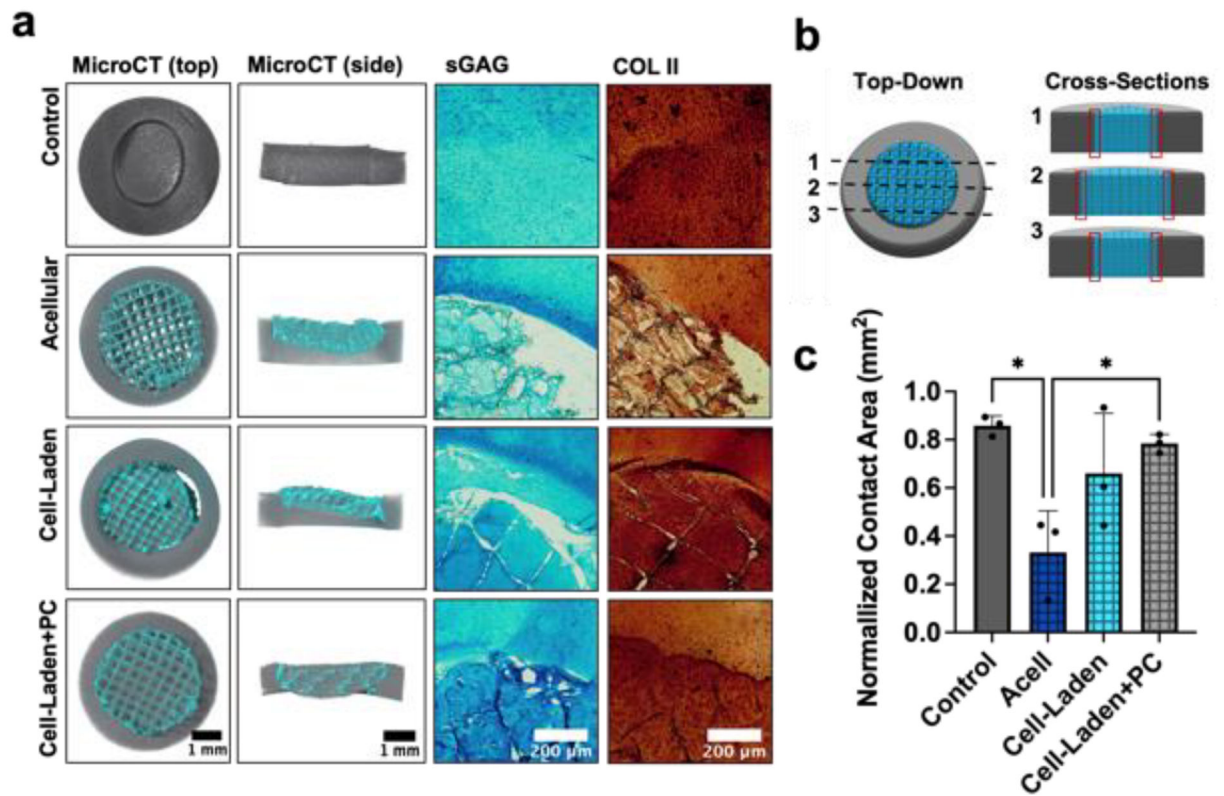 a
MicroCT (top) MicroCT (side) sGAG COL II
Control
Acellular
Cell-Laden
Cell-Laden+PC
1 mm 1 mm 200 µm 200 µm
b
Top-Down Cross-Sections
1
2
3
1
2
3
c
Normallized Contact Area (mm²)
* *
1.0
0.8
0.6
0.4
0.2
0.0
Control
Acell
Cell-Laden
Cell-Laden+PC